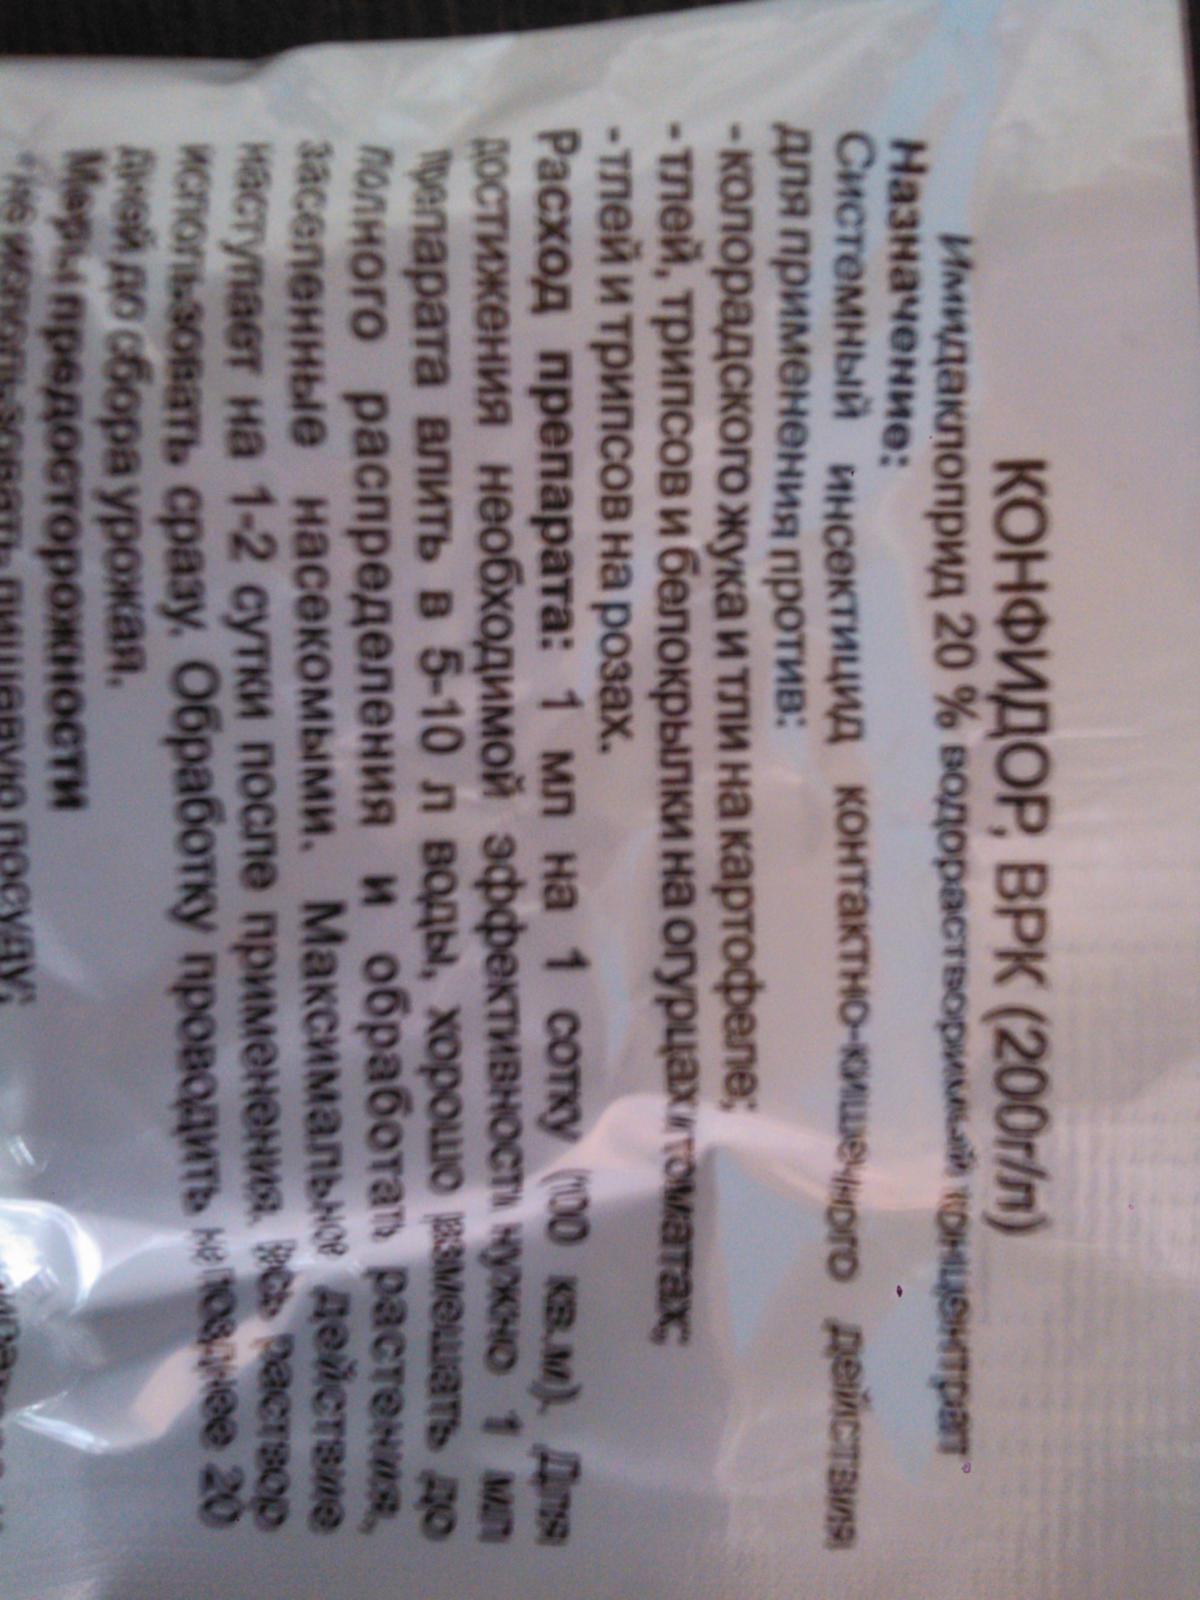 КОНФИДОР, ВРК (200г/л)
Имидаклоприд 20 % водорастворимый концентрат
Назначение:
Системный инсектицид контактно-кишечного действия
для применения против:
- колорадского жука и тли на картофеле;
- тлей, трипсов и белокрылки на огурцах и томатах;
- тлей и трипсов на розах.
Расход препарата: 1 мл на 1 сотку (100 кв.м). Для
достижения необходимой эффективности нужно 1 мл
препарата влить в 5-10 л воды, хорошо размешать до
полного распределения и обработать растения,
заселенные насекомыми. Максимальное действие
наступает на 1-2 сутки после применения. Весь раствор
использовать сразу. Обработку проводить не позднее 20
дней до сбора урожая.
Меры предосторожности
*не использовать пищевую посуду;